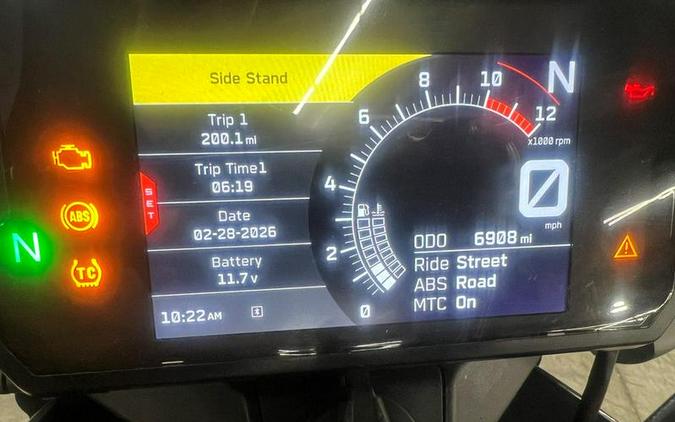 Side Stand
Trip 1
200.1 mi
Trip Time1
06:19
Date
02-28-2026
Battery
11.7 v
10:22 AM
SET
ABS
N
TC
0
2
4
6
8
10
12
x1000 rpm
N
0
mph
ODO 6908 mi
Ride Street
ABS Road
MTC On